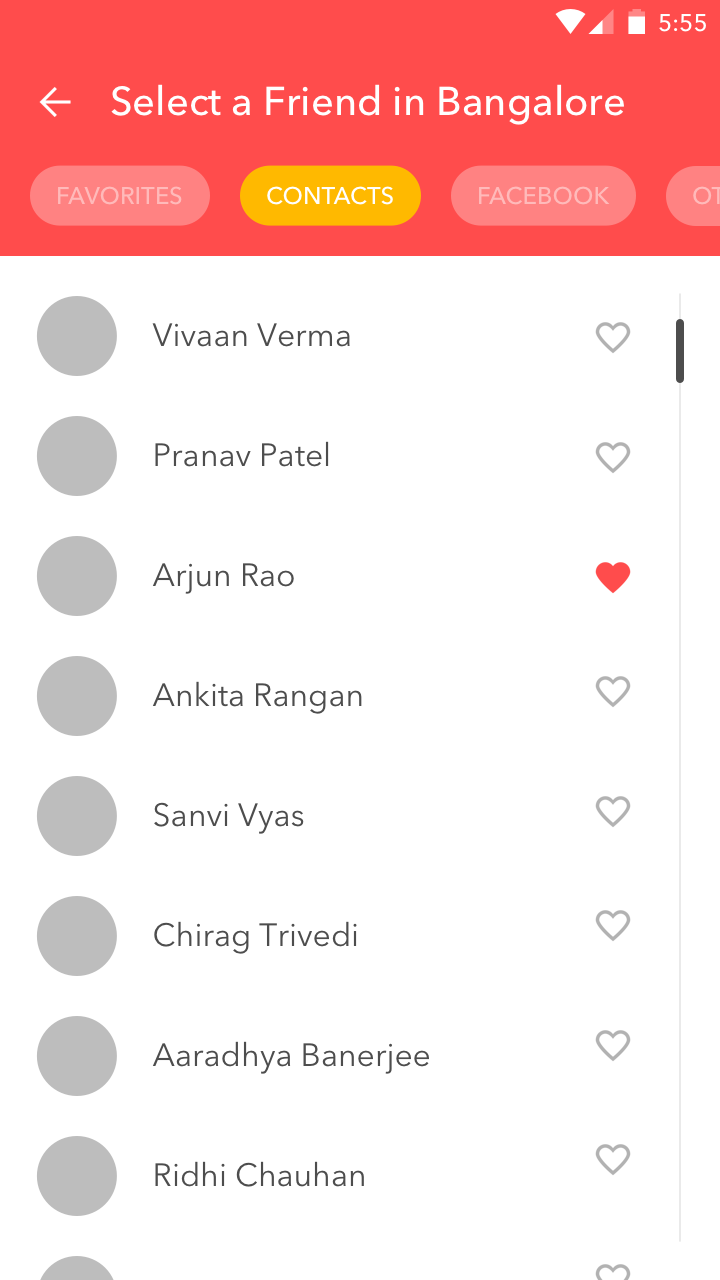 5:55
Select a Friend in Bangalore
FAVORITES CONTACTS FACEBOOK OT
Vivaan Verma
Pranav Patel
Arjun Rao
Ankita Rangan
Sanvi Vyas
Chirag Trivedi
Aaradhya Banerjee
Ridhi Chauhan